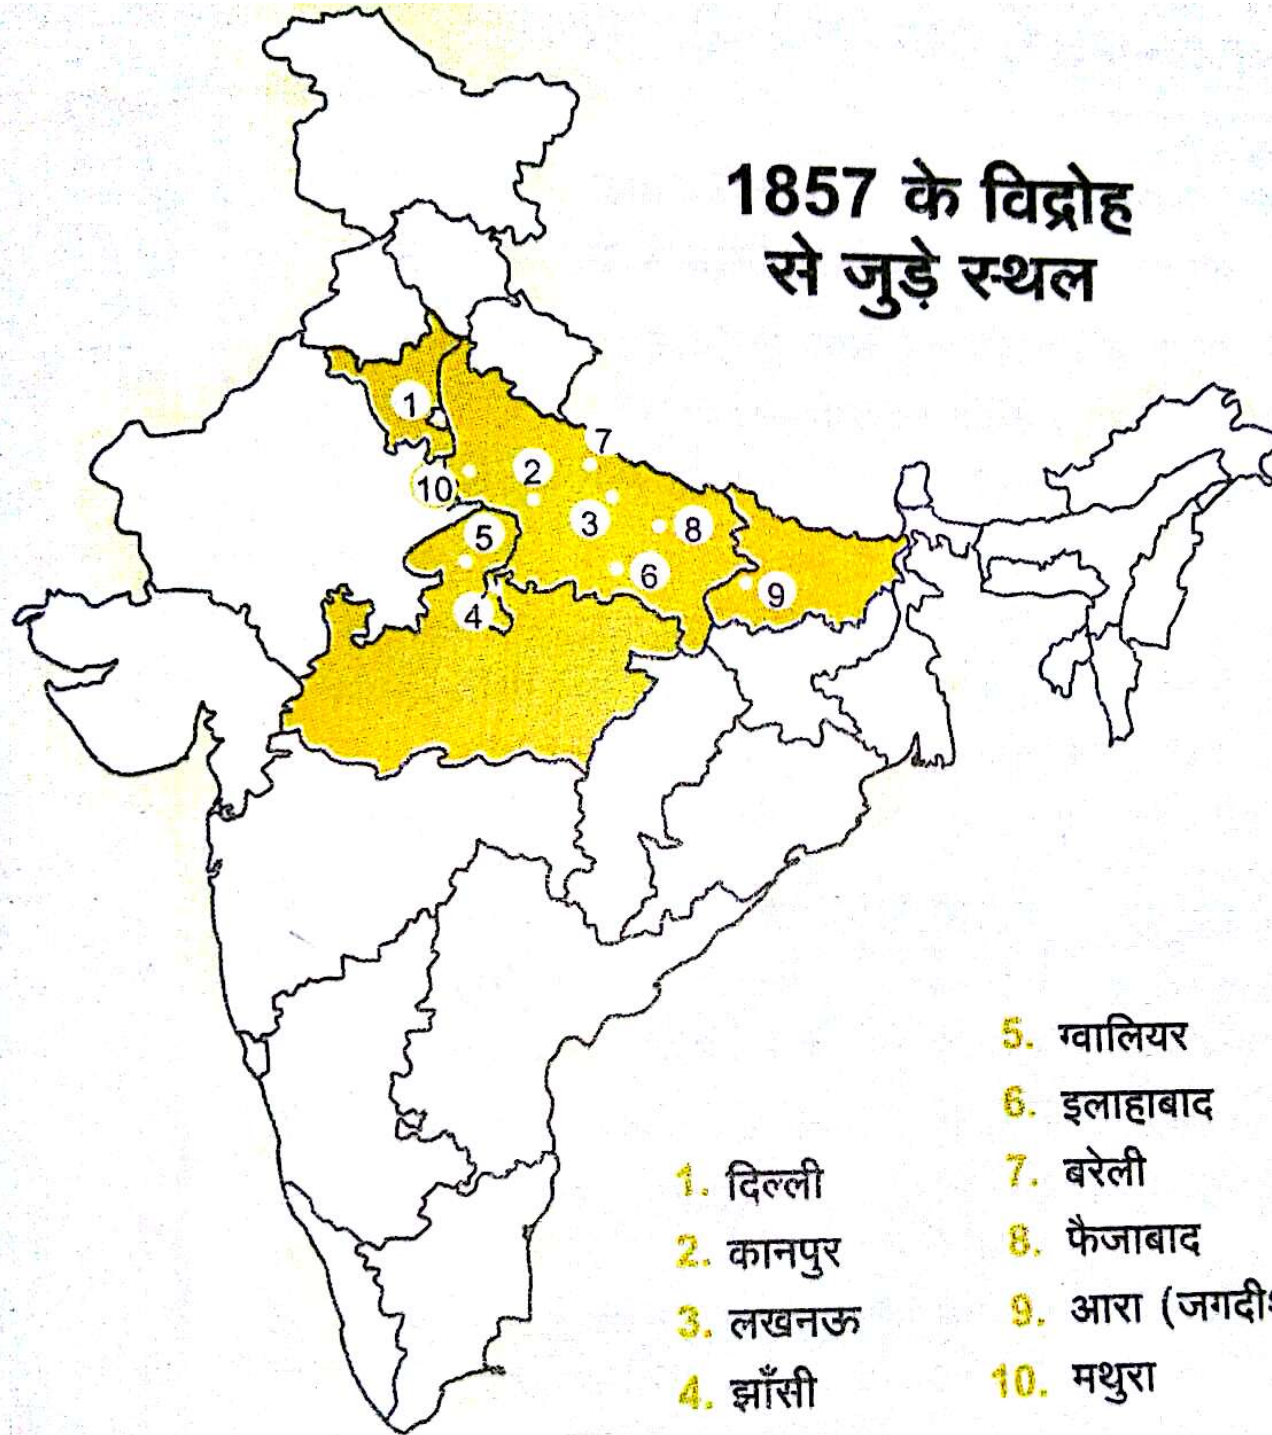 1857 के विद्रोह
से जुड़े स्थल
1
7
2
10
3
5
8
6
9
4
1. दिल्ली
2. कानपुर
3. लखनऊ
4. झाँसी
5. ग्वालियर
6. इलाहाबाद
7. बरेली
8. फैजाबाद
9. आरा
10. मथुरा